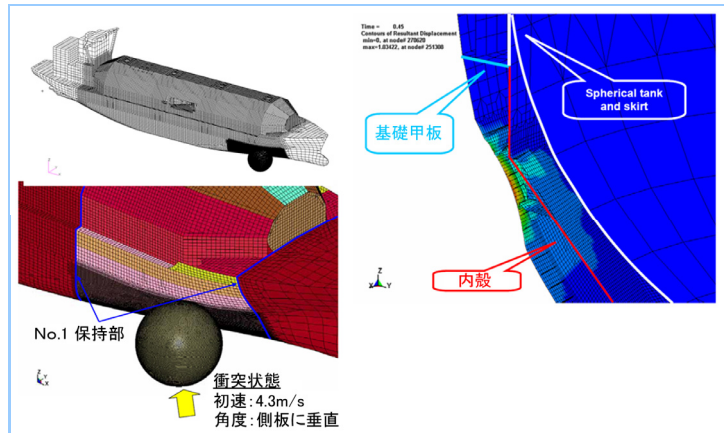 Time = 0.45
Contours of Resultant Displacement
min=0, at node# 270620
max=1.03422, at node# 251308
Spherical tank
and skirt
基礎甲板
内殻
Z
X Y
No.1 保持部
衝突状態
初速:4.3m/s
角度:側板に垂直